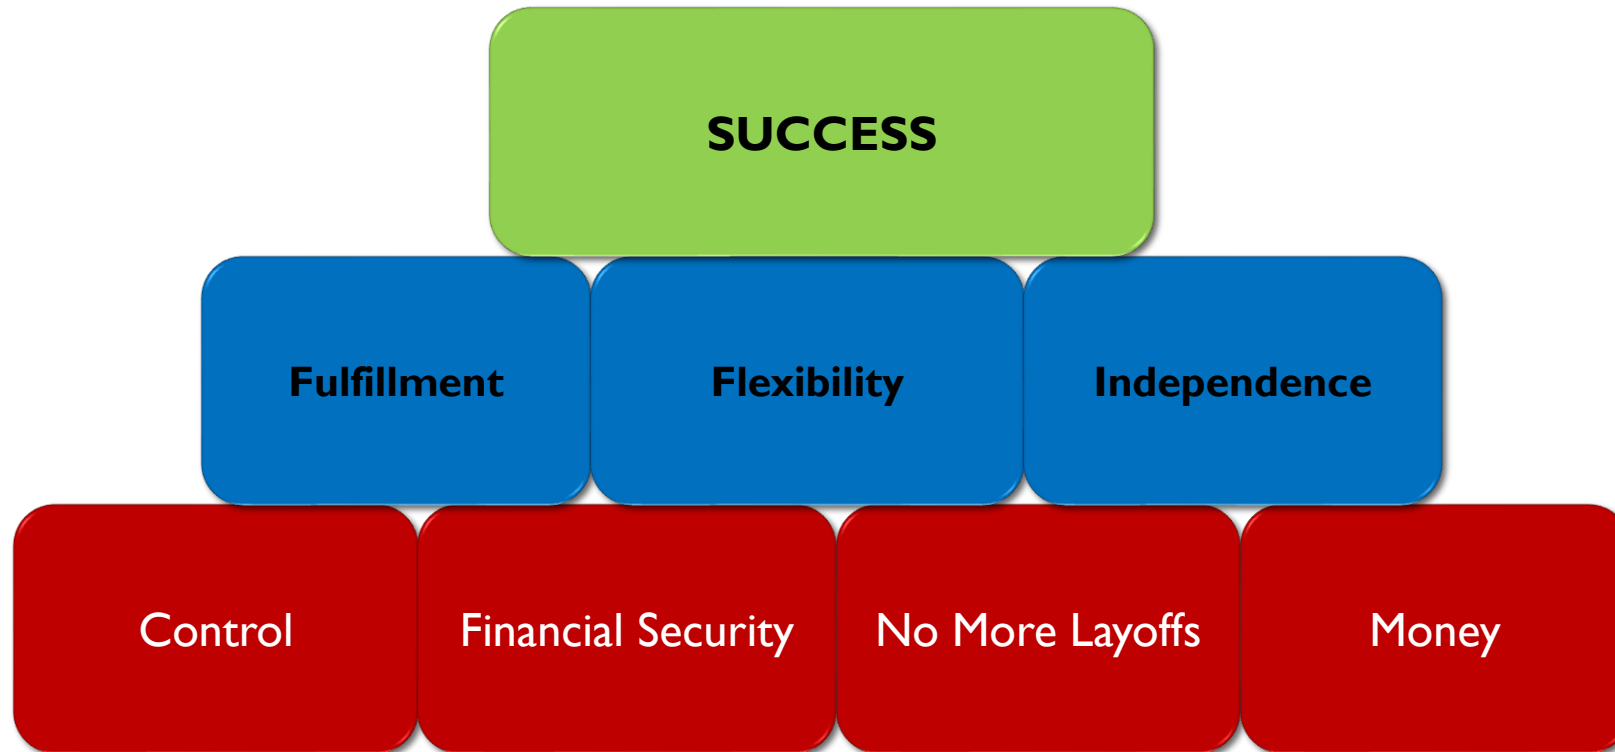 SUCCESS
Fulfillment Flexibility Independence
Control Financial Security No More Layoffs Money